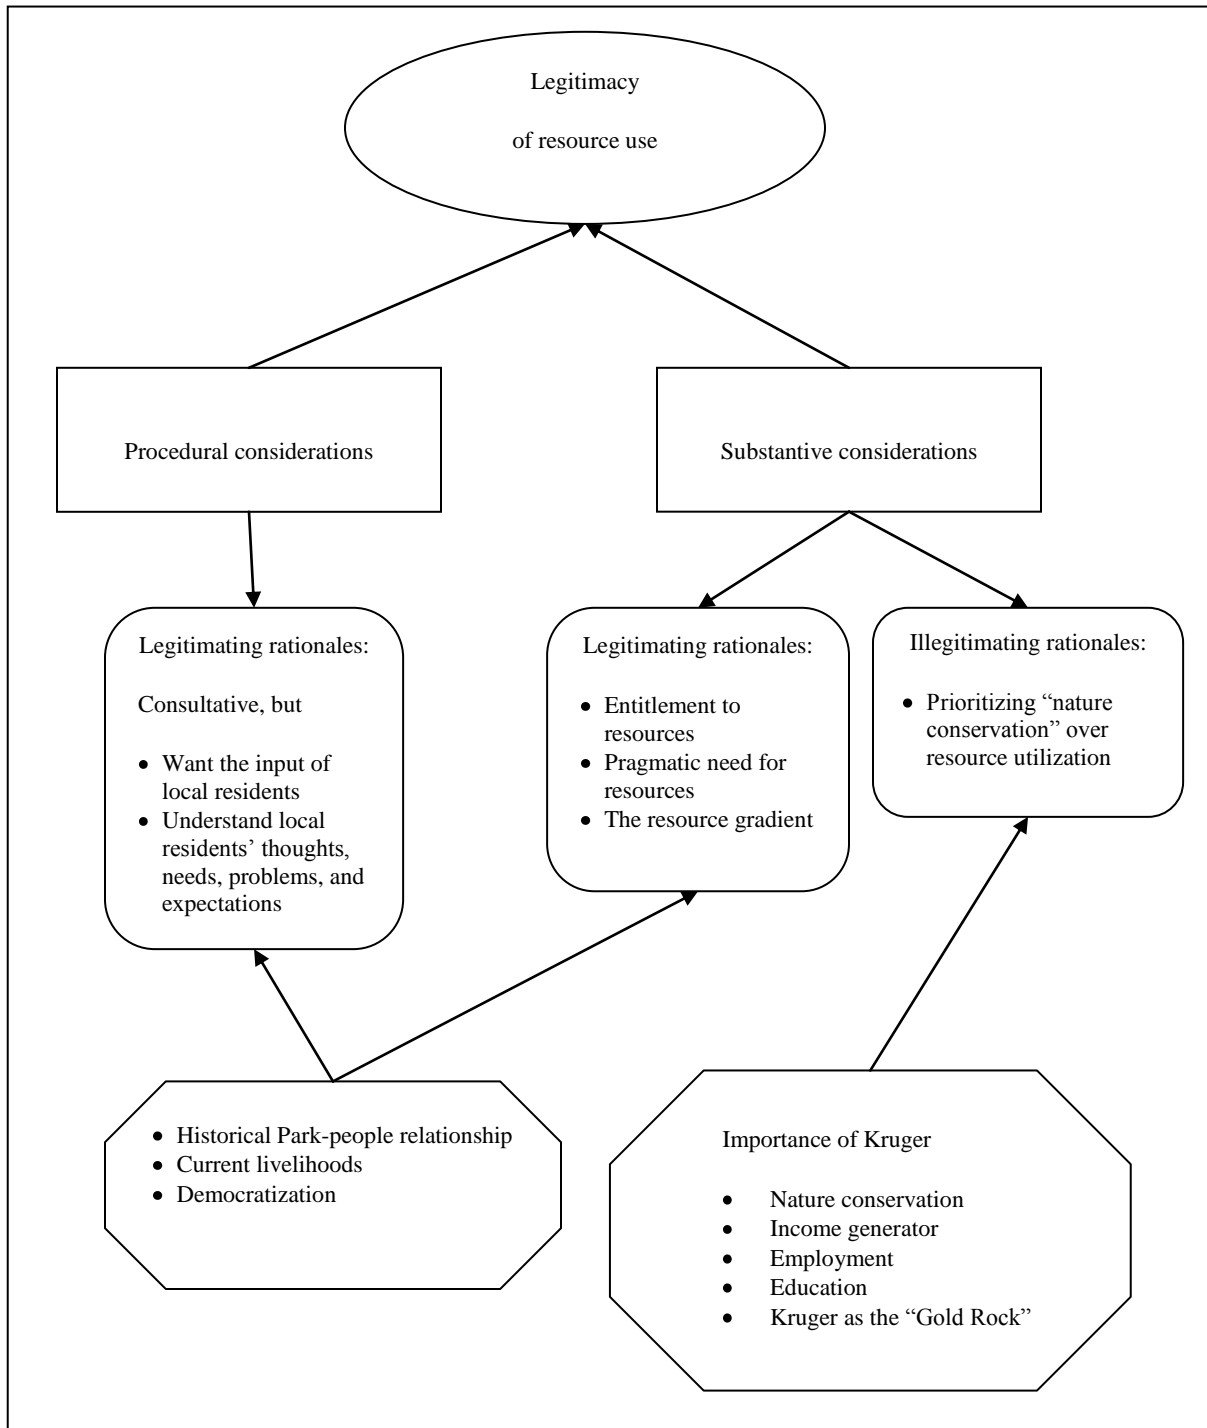 Legitimacy
of resource use
Procedural considerations
Substantive considerations
Legitimating rationales:
Consultative, but
• Want the input of
local residents
• Understand local
residents’ thoughts,
needs, problems, and
expectations
Legitimating rationales:
• Entitlement to
resources
• Pragmatic need for
resources
• The resource gradient
Illegitimating rationales:
• Prioritizing “nature
conservation” over
resource utilization
• Historical Park-people relationship
• Current livelihoods
• Democratization
Importance of Kruger
• Nature conservation
• Income generator
• Employment
• Education
• Kruger as the “Gold Rock”